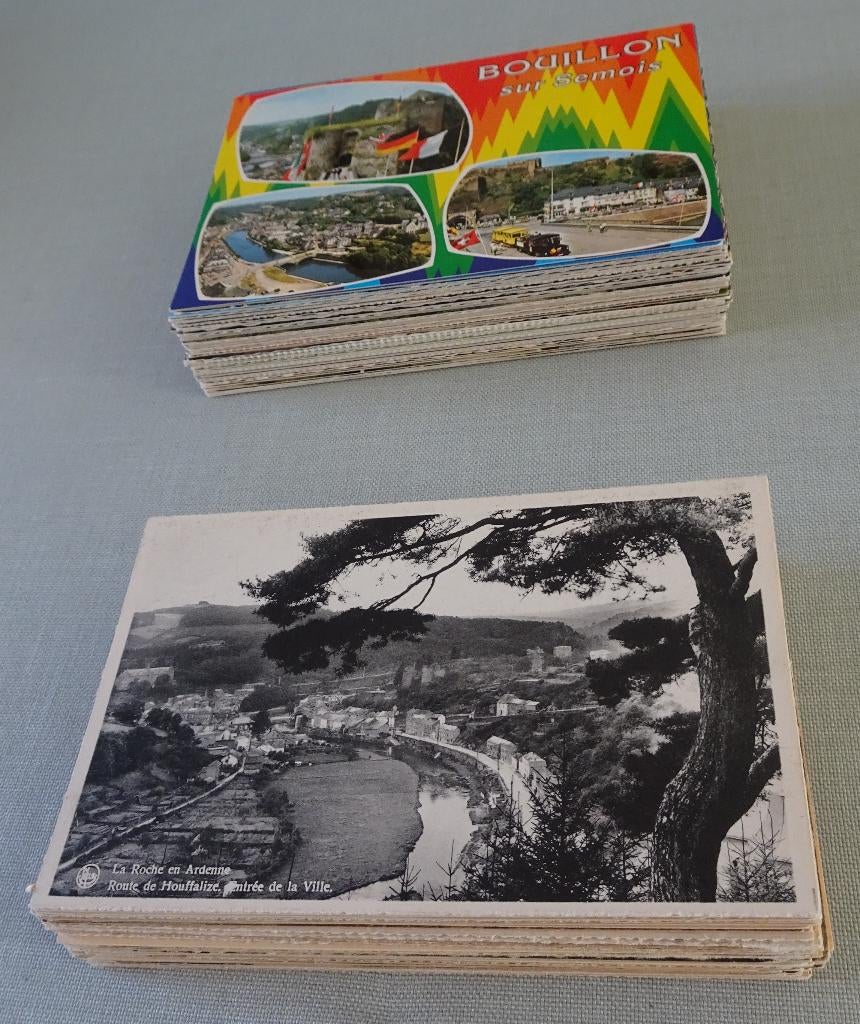 BOUILLON
sur Semois
La Roche en Ardenne
Route de Houffalize, entrée de la Ville.